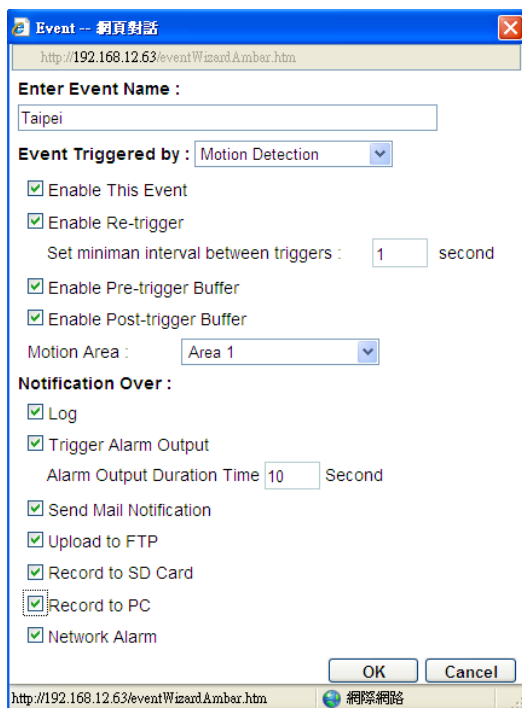 Event -- 網頁對話
http://192.168.12.63/eventWizardAmbar.htm
Enter Event Name :
Taipei
Event Triggered by : Motion Detection
Enable This Event
Enable Re-trigger
Set miniman interval between triggers : 1 second
Enable Pre-trigger Buffer
Enable Post-trigger Buffer
Motion Area : Area 1
Notification Over :
Log
Trigger Alarm Output
Alarm Output Duration Time 10 Second
Send Mail Notification
Upload to FTP
Record to SD Card
Record to PC
Network Alarm
OK Cancel
http://192.168.12.63/eventWizardAmbar.htm 網際網路